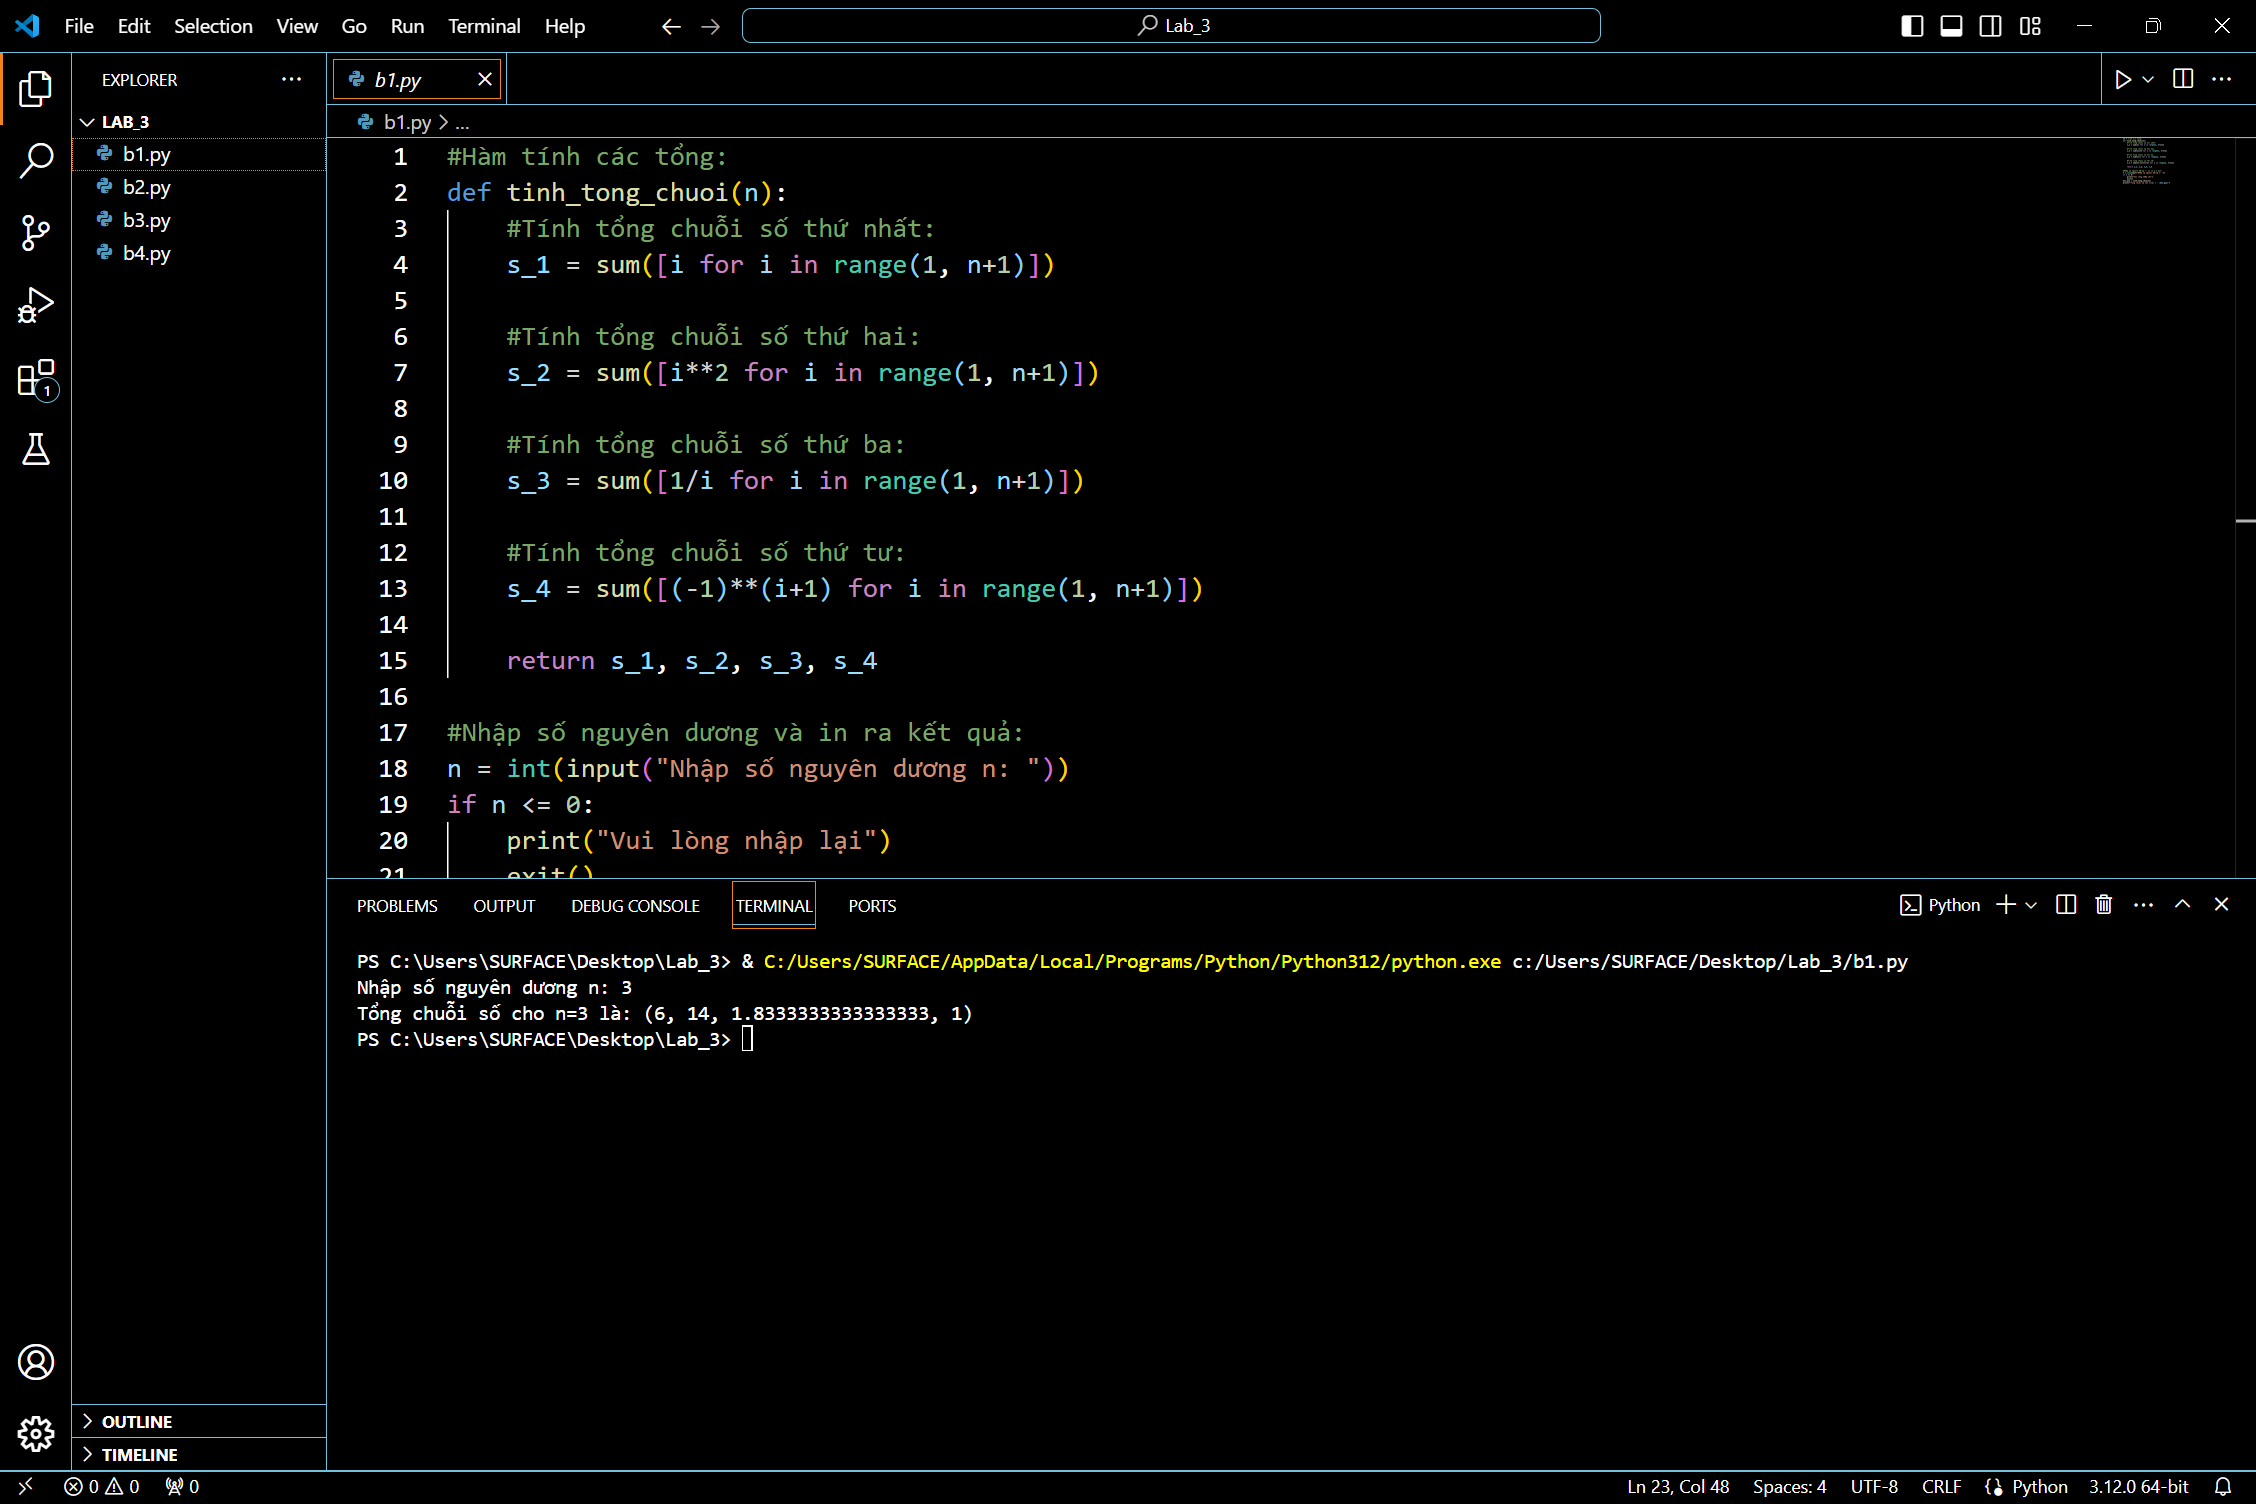 File Edit Selection View Go Run Terminal Help
Lab_3
EXPLORER
LAB_3
b1.py
b2.py
b3.py
b4.py
1
OUTLINE
TIMELINE
b1.py
b1.py > ...
1 #Hàm tính các tổng:
2 def tinh_tong_chuoi(n):
3     #Tính tổng chuỗi số thứ nhất:
4     s_1 = sum([i for i in range(1, n+1)])
5
6     #Tính tổng chuỗi số thứ hai:
7     s_2 = sum([i**2 for i in range(1, n+1)])
8
9     #Tính tổng chuỗi số thứ ba:
10     s_3 = sum([1/i for i in range(1, n+1)])
11
12     #Tính tổng chuỗi số thứ tư:
13     s_4 = sum([(-1)**(i+1) for i in range(1, n+1)])
14
15     return s_1, s_2, s_3, s_4
16
17 #Nhập số nguyên dương và in ra kết quả:
18 n = int(input("Nhập số nguyên dương n: "))
19 if n <= 0:
20     print("Vui lòng nhập lại")
21     exit()
PROBLEMS OUTPUT DEBUG CONSOLE TERMINAL PORTS
Python
PS C:\Users\SURFACE\Desktop\Lab_3> & C:/Users/SURFACE/AppData/Local/Programs/Python/Python312/python.exe c:/Users/SURFACE/Desktop/Lab_3/b1.py
Nhập số nguyên dương n: 3
Tổng chuỗi số cho n=3 là: (6, 14, 1.8333333333333333, 1)
PS C:\Users\SURFACE\Desktop\Lab_3>
0 0 0
Ln 23, Col 48 Spaces: 4 UTF-8 CRLF Python 3.12.0 64-bit